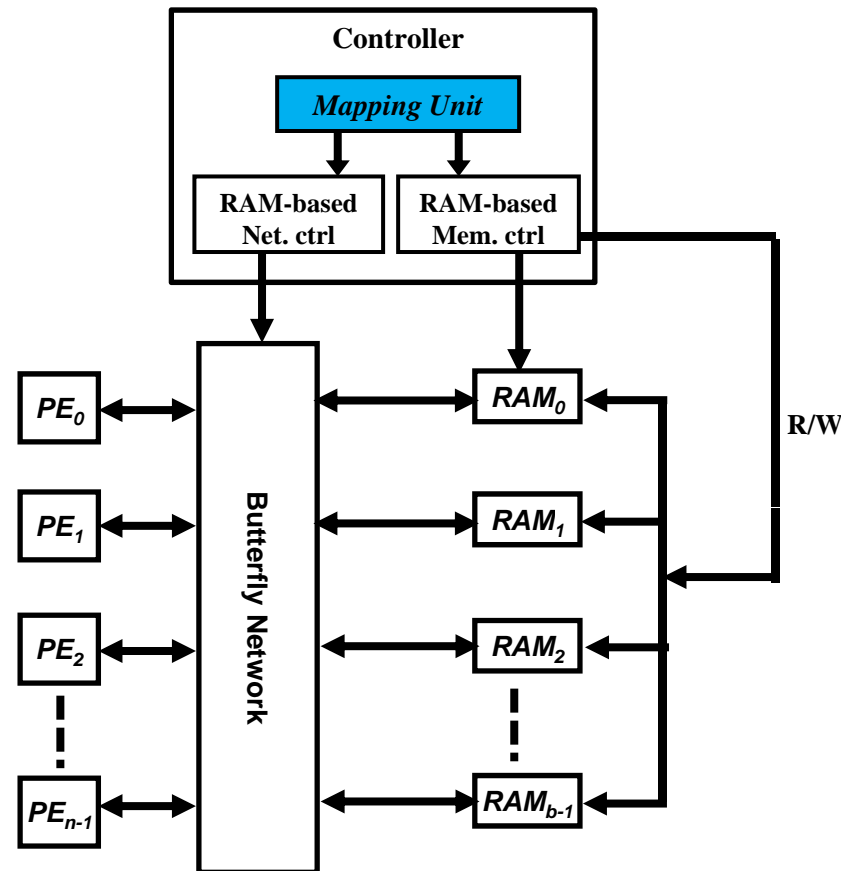 Controller
Mapping Unit
RAM-based
Net. ctrl
RAM-based
Mem. ctrl
R/W
Butterfly Network
PE0
PE1
PE2
PEn-1
RAM0
RAM1
RAM2
RAMb-1